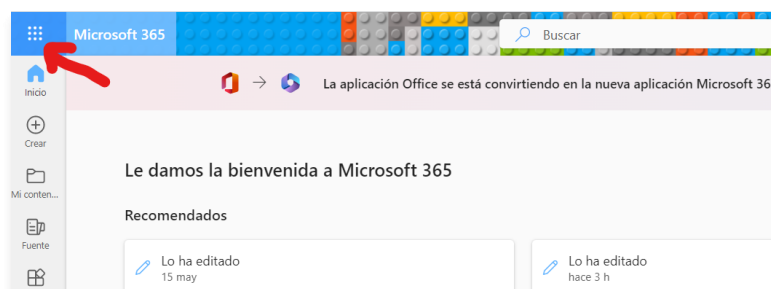 Microsoft 365
Buscar
Inicio
La aplicación Office se está convirtiendo en la nueva aplicación Microsoft 36
Crear
Le damos la bienvenida a Microsoft 365
Mi conten...
Recomendados
Fuente
Lo ha editado
15 may
Lo ha editado
hace 3 h